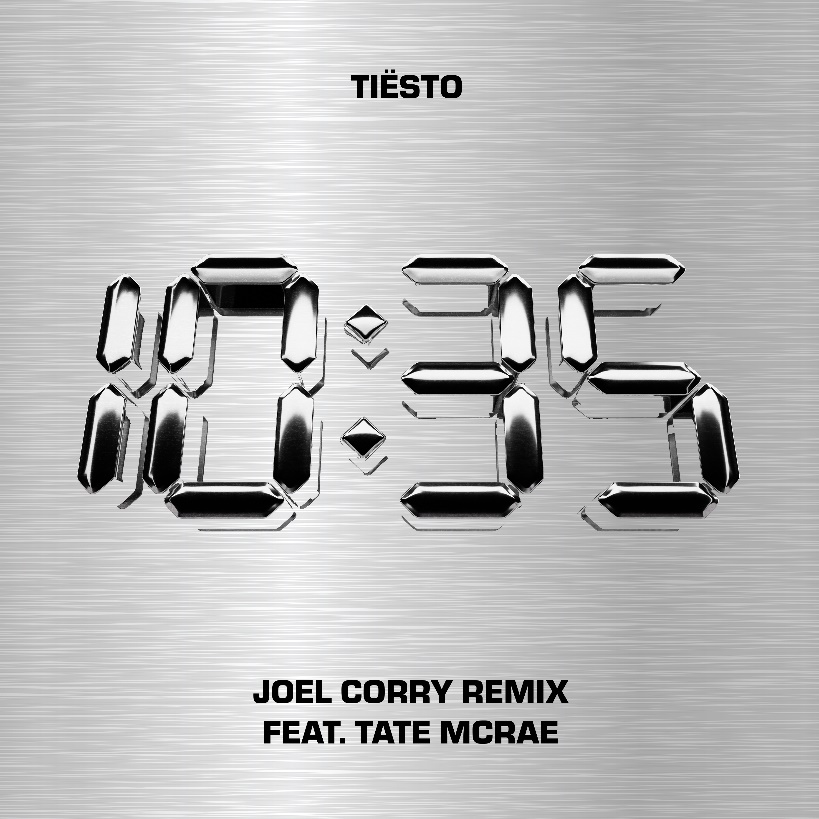 TIËSTO
10:35
JOEL CORRY REMIX
FEAT. TATE MCRAE